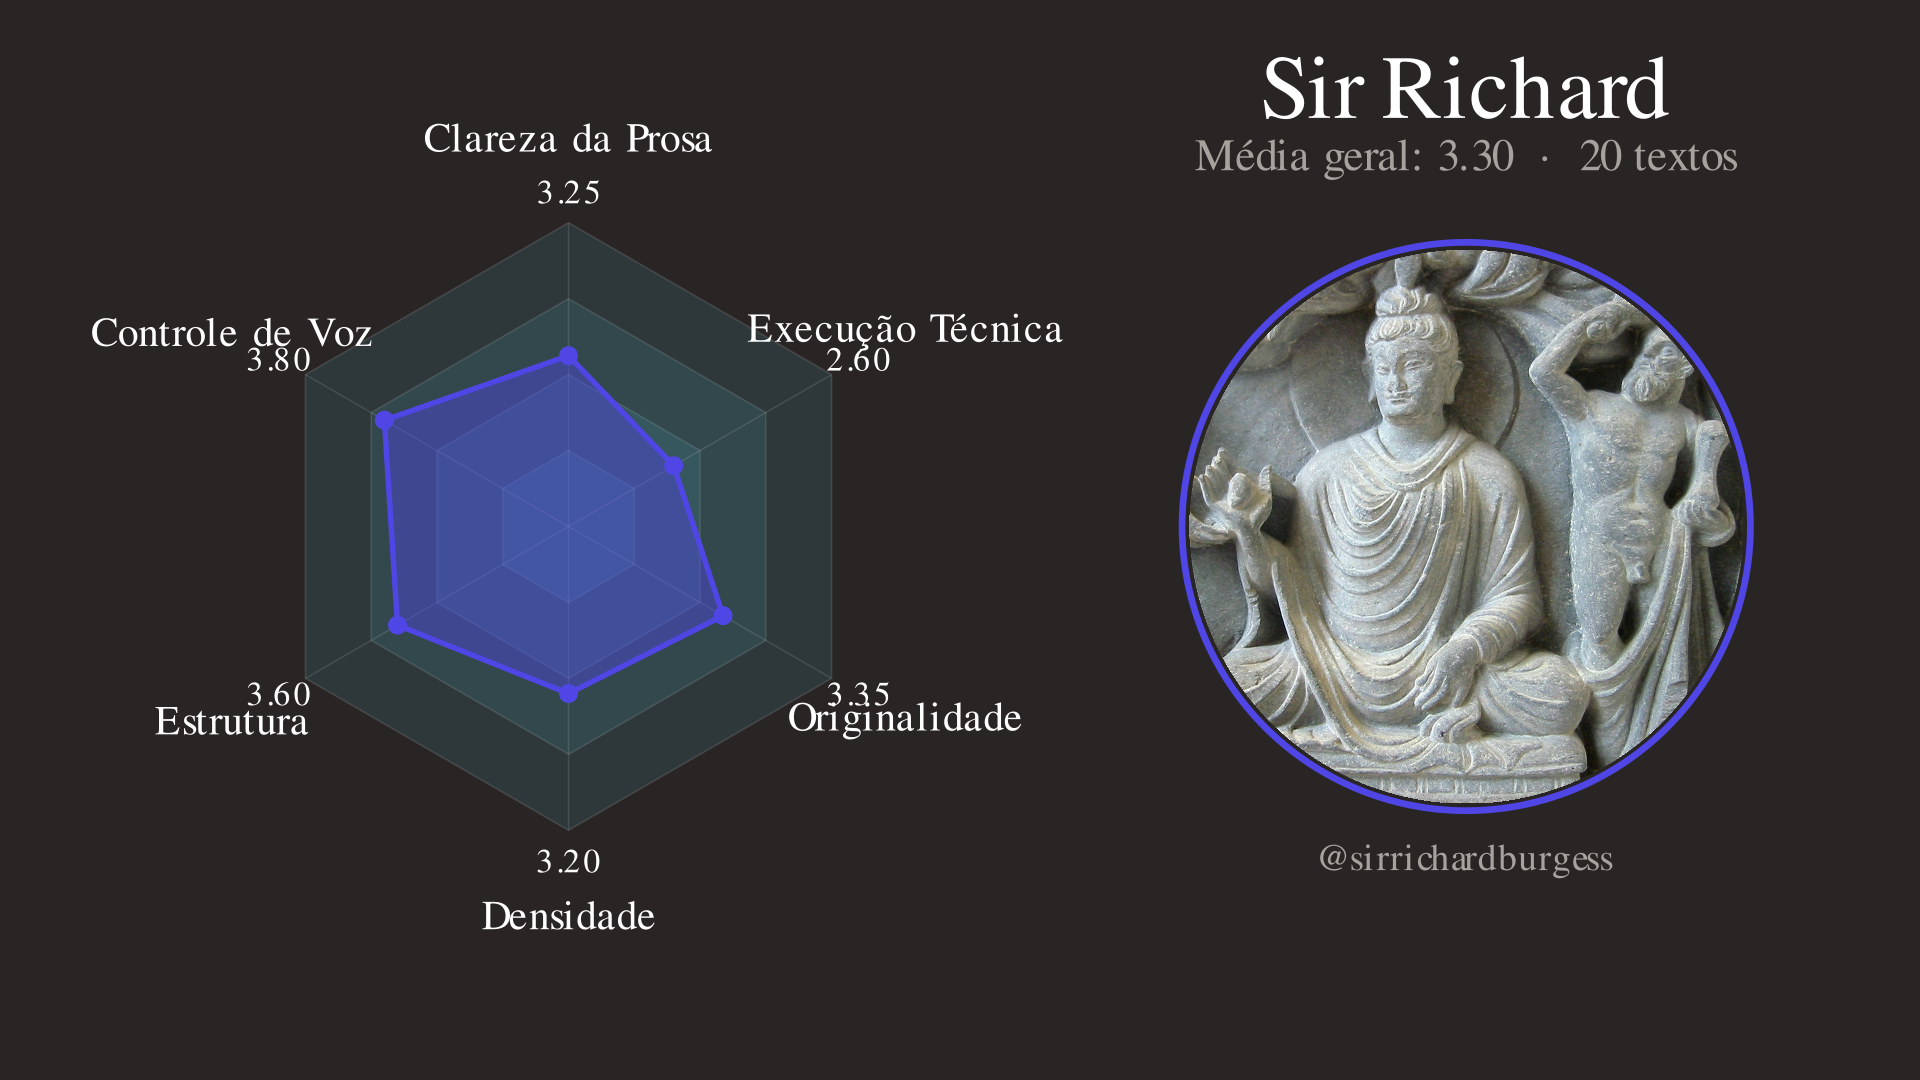 Sir Richard
Média geral: 3.30 · 20 textos
Clareza da Prosa
3.25
Controle de Voz
3.80
Execução Técnica
2.60
3.60
Estrutura
3.35
Originalidade
3.20
Densidade
@sirrichardburgess